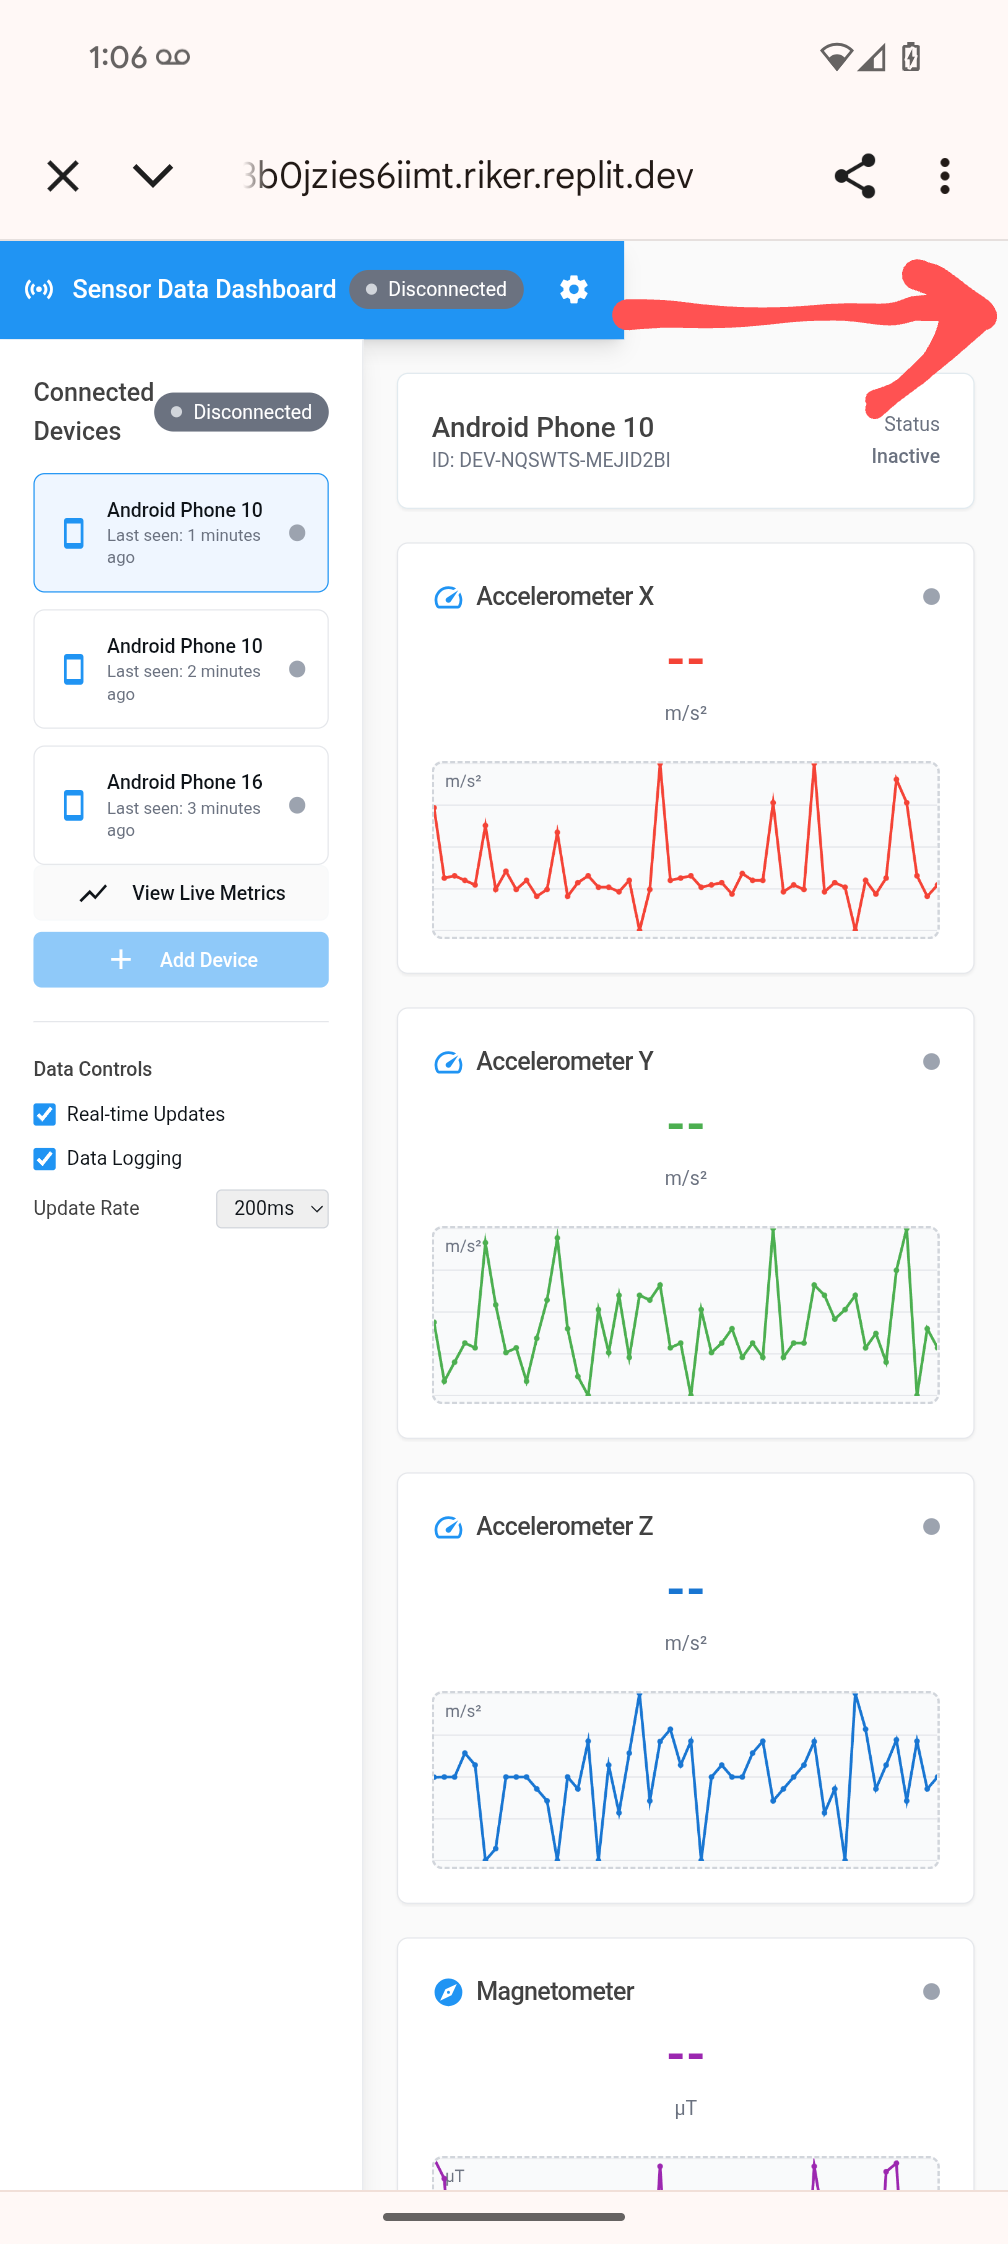 1:06
3b0jzies6iimt.riker.replit.dev
Sensor Data Dashboard
Disconnected
Connected
Devices
Disconnected
Android Phone 10
Last seen: 1 minutes
ago
Android Phone 10
Last seen: 2 minutes
ago
Android Phone 16
Last seen: 3 minutes
ago
View Live Metrics
Add Device
Data Controls
Real-time Updates
Data Logging
Update Rate
200ms
Android Phone 10
ID: DEV-NQSWTS-MEJID2BI
Status
Inactive
Accelerometer X
--
m/s²
m/s²
Accelerometer Y
--
m/s²
m/s²
Accelerometer Z
--
m/s²
m/s²
Magnetometer
--
µT
µT